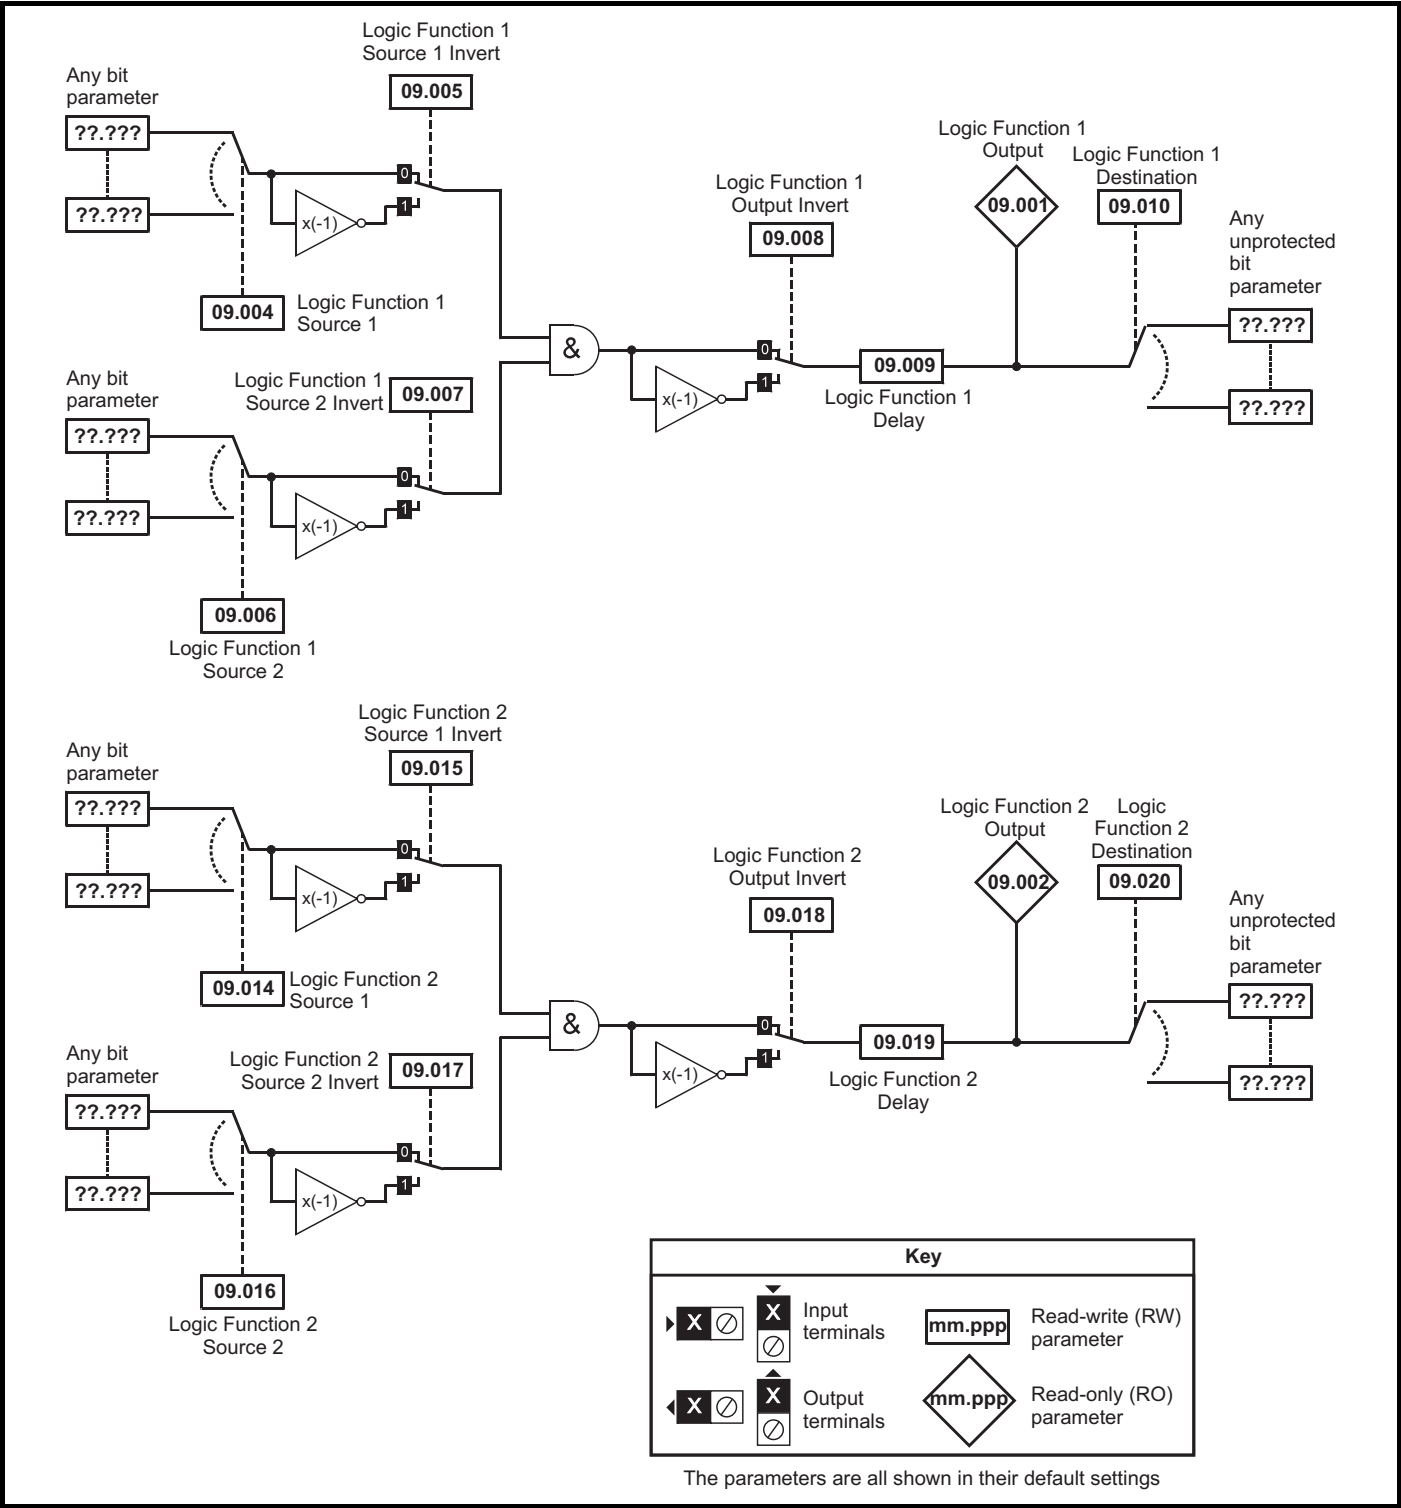 Logic Function 1
Source 1 Invert
09.005
Any bit
parameter
??.???
??.???
0
1
x(-1)
09.004
Logic Function 1
Source 1
Any bit
parameter
??.???
??.???
Logic Function 1
Source 2 Invert
09.007
0
1
x(-1)
09.006
Logic Function 1
Source 2
&
x(-1)
Logic Function 1
Output Invert
09.008
0
1
09.009
Logic Function 1
Delay
Logic Function 1
Output
09.001
Logic Function 1
Destination
09.010
Any
unprotected
bit
parameter
??.???
??.???
Logic Function 2
Source 1 Invert
09.015
Any bit
parameter
??.???
??.???
0
1
x(-1)
09.014
Logic Function 2
Source 1
Any bit
parameter
??.???
??.???
Logic Function 2
Source 2 Invert
09.017
0
1
x(-1)
09.016
Logic Function 2
Source 2
&
x(-1)
Logic Function 2
Output Invert
09.018
0
1
09.019
Logic Function 2
Delay
Logic Function 2
Output
09.002
Logic
Function 2
Destination
09.020
Any
unprotected
bit
parameter
??.???
??.???
Key
X
X
Input
terminals
mm.ppp
Read-write (RW)
parameter
X
X
Output
terminals
mm.ppp
Read-only (RO)
parameter
The parameters are all shown in their default settings